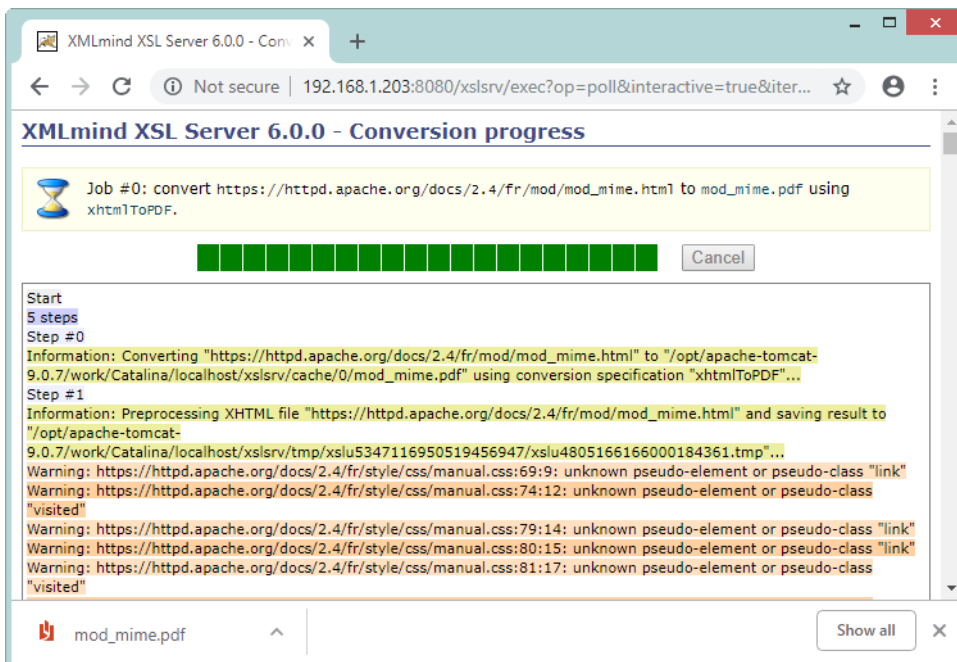 XMLmind XSL Server 6.0.0 - Conv
Not secure | 192.168.1.203:8080/xslsrv/exec?op=poll&interactive=true&iter...
XMLmind XSL Server 6.0.0 - Conversion progress
Job #0: convert https://httpd.apache.org/docs/2.4/fr/mod/mod_mime.html to mod_mime.pdf using
xhtmlToPDF.
Cancel
Start
5 steps
Step #0
Information: Converting "https://httpd.apache.org/docs/2.4/fr/mod/mod_mime.html" to "/opt/apache-tomcat-
9.0.7/work/Catalina/localhost/xslsrv/cache/0/mod_mime.pdf" using conversion specification "xhtmlToPDF"...
Step #1
Information: Preprocessing XHTML file "https://httpd.apache.org/docs/2.4/fr/mod/mod_mime.html" and saving result to
"/opt/apache-tomcat-
9.0.7/work/Catalina/localhost/xslsrv/tmp/xslu5347116950519456947/xslu4805166166000184361.tmp"...
Warning: https://httpd.apache.org/docs/2.4/fr/style/css/manual.css:69:9: unknown pseudo-element or pseudo-class "link"
Warning: https://httpd.apache.org/docs/2.4/fr/style/css/manual.css:74:12: unknown pseudo-element or pseudo-class
"visited"
Warning: https://httpd.apache.org/docs/2.4/fr/style/css/manual.css:79:14: unknown pseudo-element or pseudo-class "link"
Warning: https://httpd.apache.org/docs/2.4/fr/style/css/manual.css:80:15: unknown pseudo-element or pseudo-class "link"
Warning: https://httpd.apache.org/docs/2.4/fr/style/css/manual.css:81:17: unknown pseudo-element or pseudo-class
"visited"
mod_mime.pdf
Show all